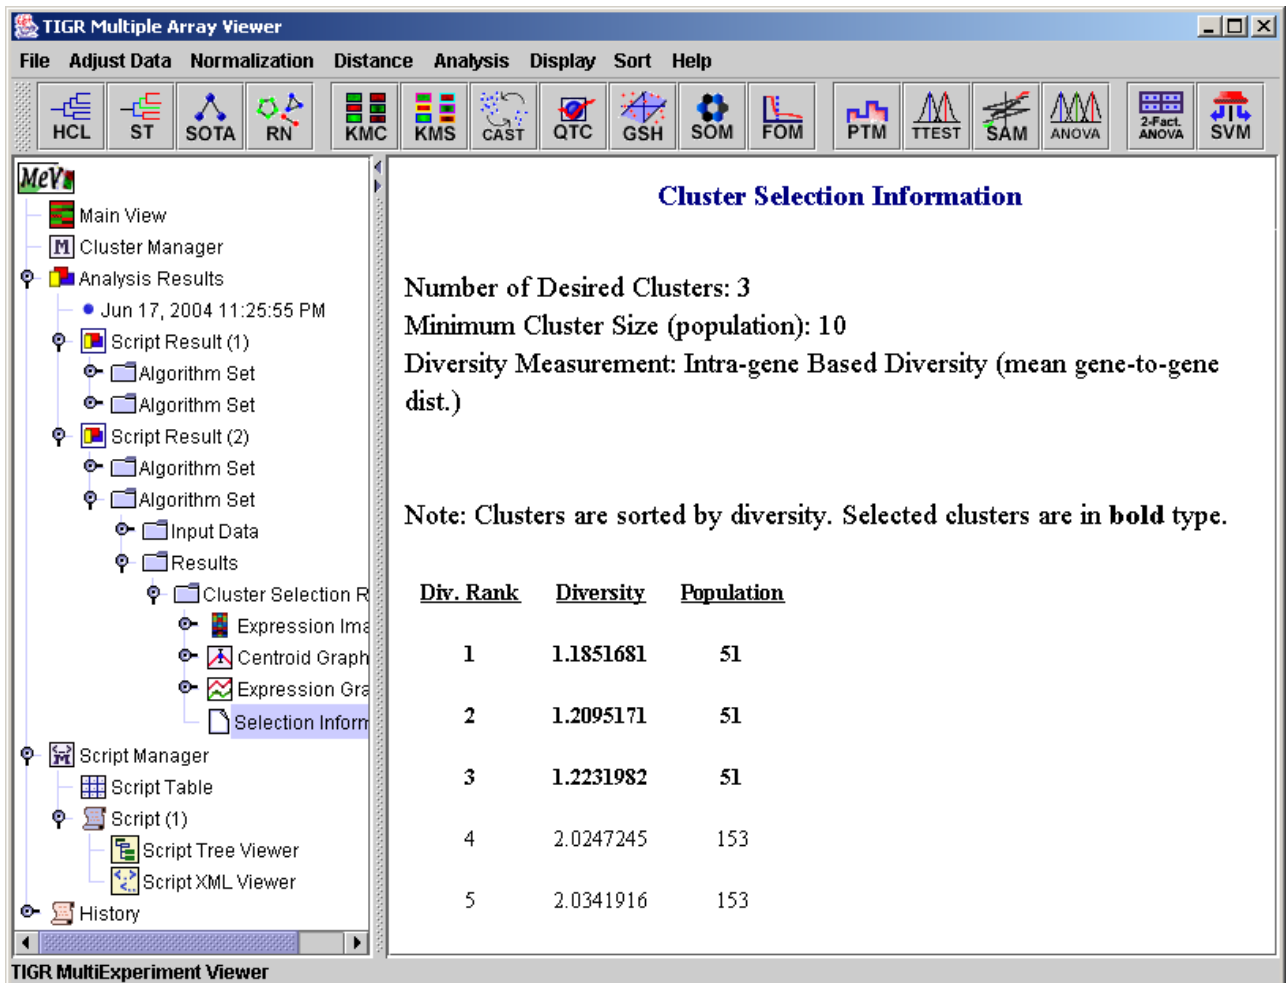 TIGR Multiple Array Viewer
File Adjust Data Normalization Distance Analysis Display Sort Help
HCL ST SOTA RN KMC KMS CAST QTC GSH SOM FOM PTM TTEST SAM ANOVA 2-Fact. ANOVA SVM
MeV
Main View
M Cluster Manager
Analysis Results
Jun 17, 2004 11:25:55 PM
Script Result (1)
Algorithm Set
Algorithm Set
Script Result (2)
Algorithm Set
Algorithm Set
Input Data
Results
Cluster Selection R
Expression Ima
Centroid Graph
Expression Gra
Selection Inform
Script Manager
Script Table
Script (1)
Script Tree Viewer
Script XML Viewer
History
Cluster Selection Information
Number of Desired Clusters: 3
Minimum Cluster Size (population): 10
Diversity Measurement: Intra-gene Based Diversity (mean gene-to-gene
dist.)
Note: Clusters are sorted by diversity. Selected clusters are in bold type.
Div. Rank Diversity Population
1 1.1851681 51
2 1.2095171 51
3 1.2231982 51
4 2.0247245 153
5 2.0341916 153
TIGR MultiExperiment Viewer